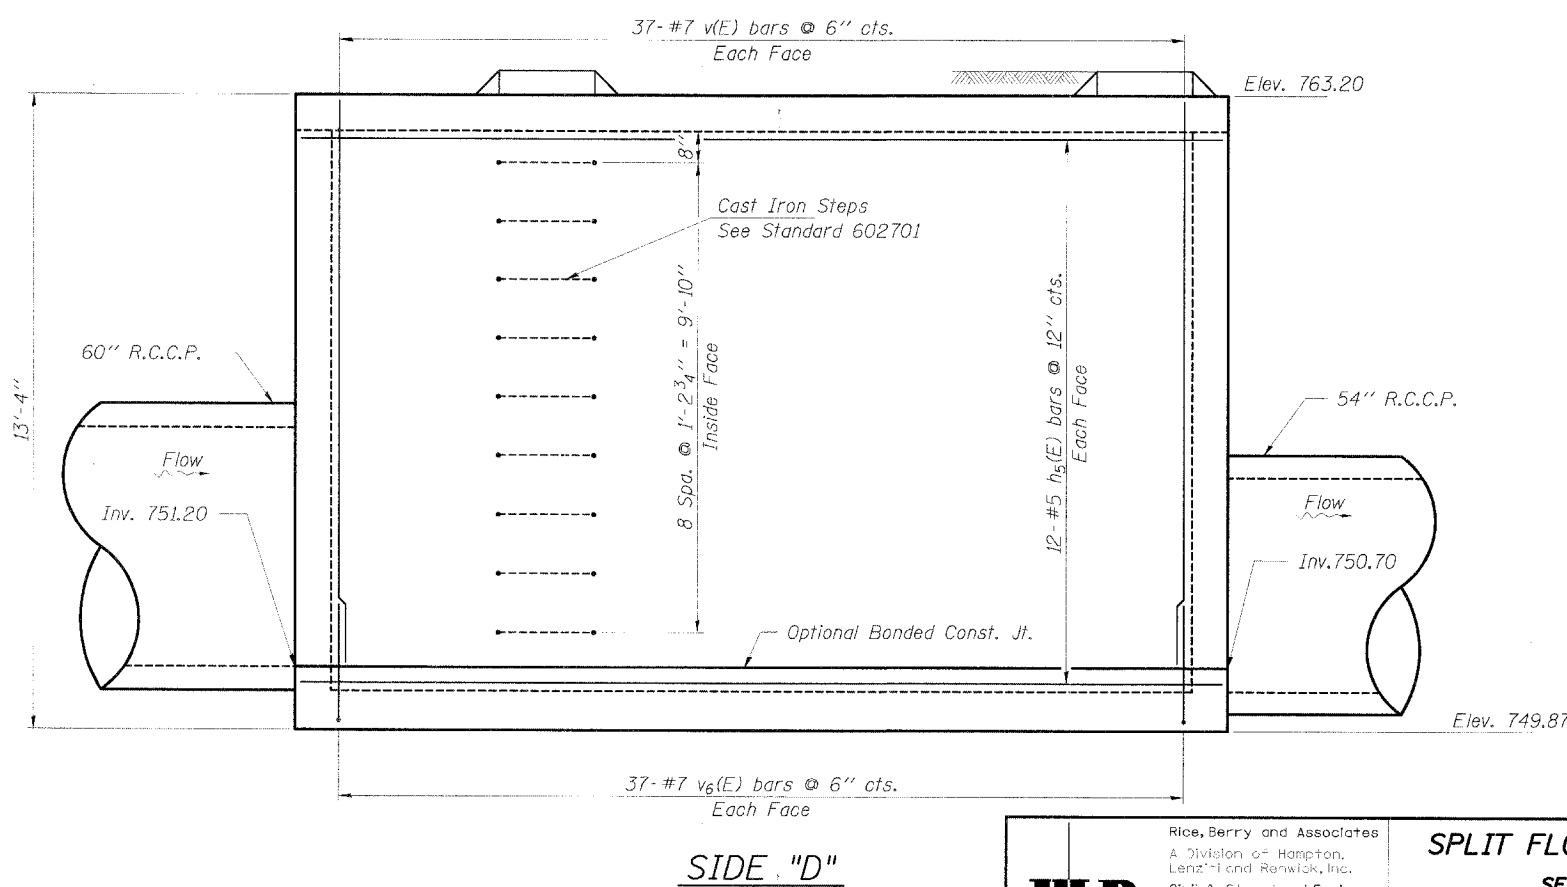 37-#7 v(E) bars @ 6" cts.
Each Face
Elev. 763.20
8"
Cast Iron Steps
See Standard 602701
13'-4"
8 Spa. @ 1'-2 3/4" = 9'-10"
Inside Face
12-#5 h5(E) bars @ 12" cts.
Each Face
60" R.C.C.P.
54" R.C.C.P.
Flow
Flow
Inv. 751.20
Inv.750.70
Optional Bonded Const. Jt.
Elev. 749.87
37-#7 v6(E) bars @ 6" cts.
Each Face
SIDE "D"
Rice, Berry and Associates
A Division of Hampton,
Lenzini and Renwick, Inc.
SPLIT